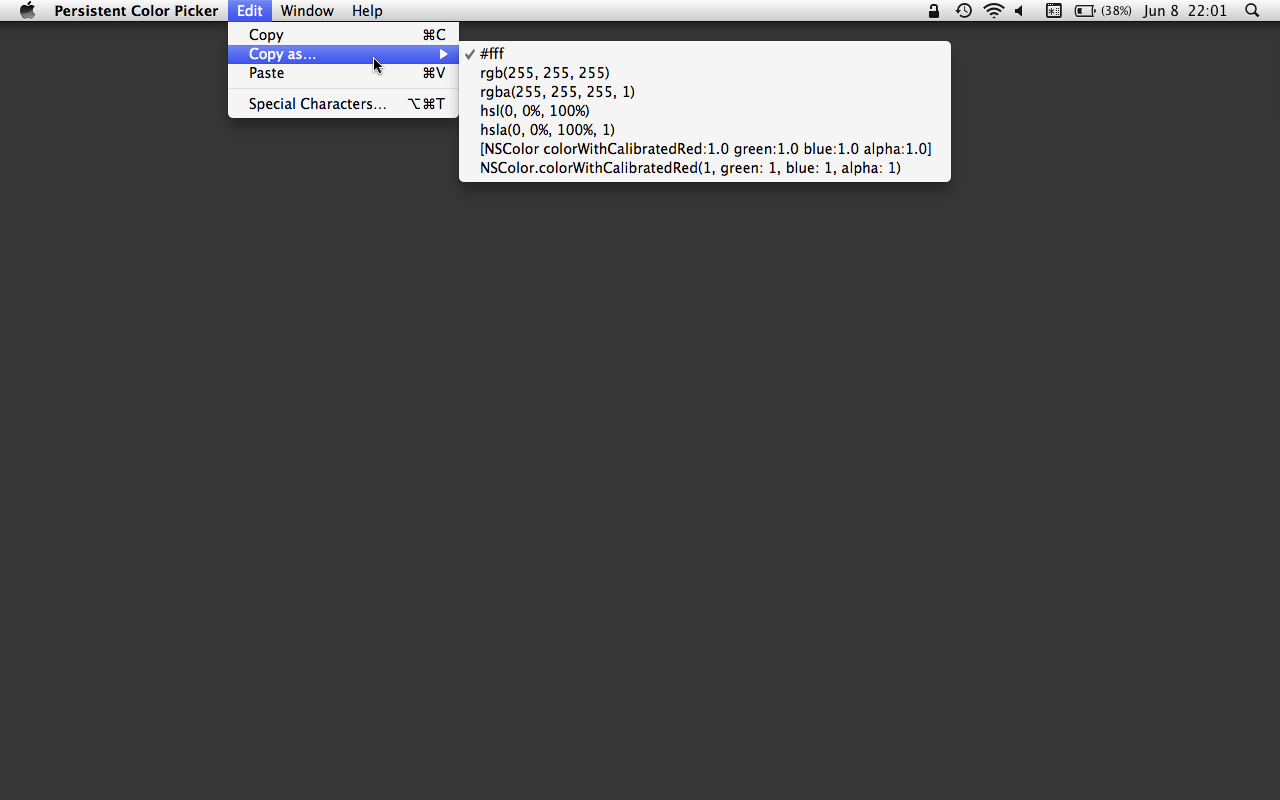 Persistent Color Picker Edit Window Help (38%) Jun 8 22:01
Copy ⌘C
Copy as... ▶
Paste ⌘V
Special Characters... ⌥⌘T
✓ #fff
rgb(255, 255, 255)
rgba(255, 255, 255, 1)
hsl(0, 0%, 100%)
hsla(0, 0%, 100%, 1)
[NSColor colorWithCalibratedRed:1.0 green:1.0 blue:1.0 alpha:1.0]
NSColor.colorWithCalibratedRed(1, green: 1, blue: 1, alpha: 1)